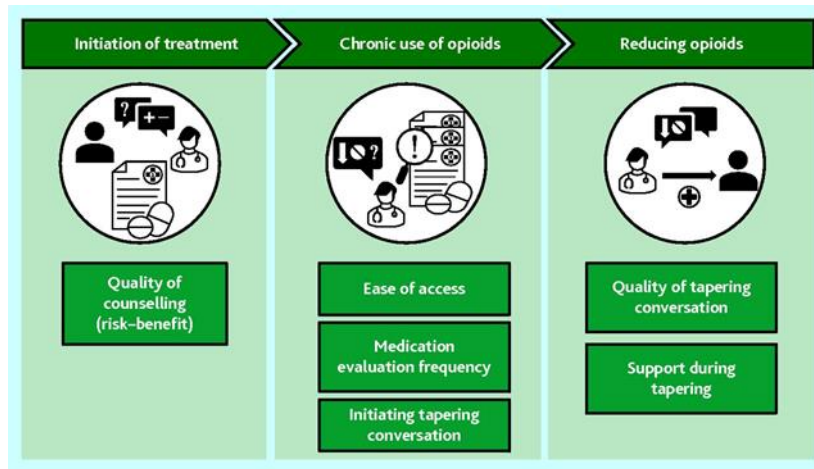 Initiation of treatment
Chronic use of opioids
Reducing opioids
?
+ −
Quality of
counselling
(risk–benefit)
?
!
Ease of access
Medication
evaluation frequency
Initiating tapering
conversation
Quality of tapering
conversation
Support during
tapering